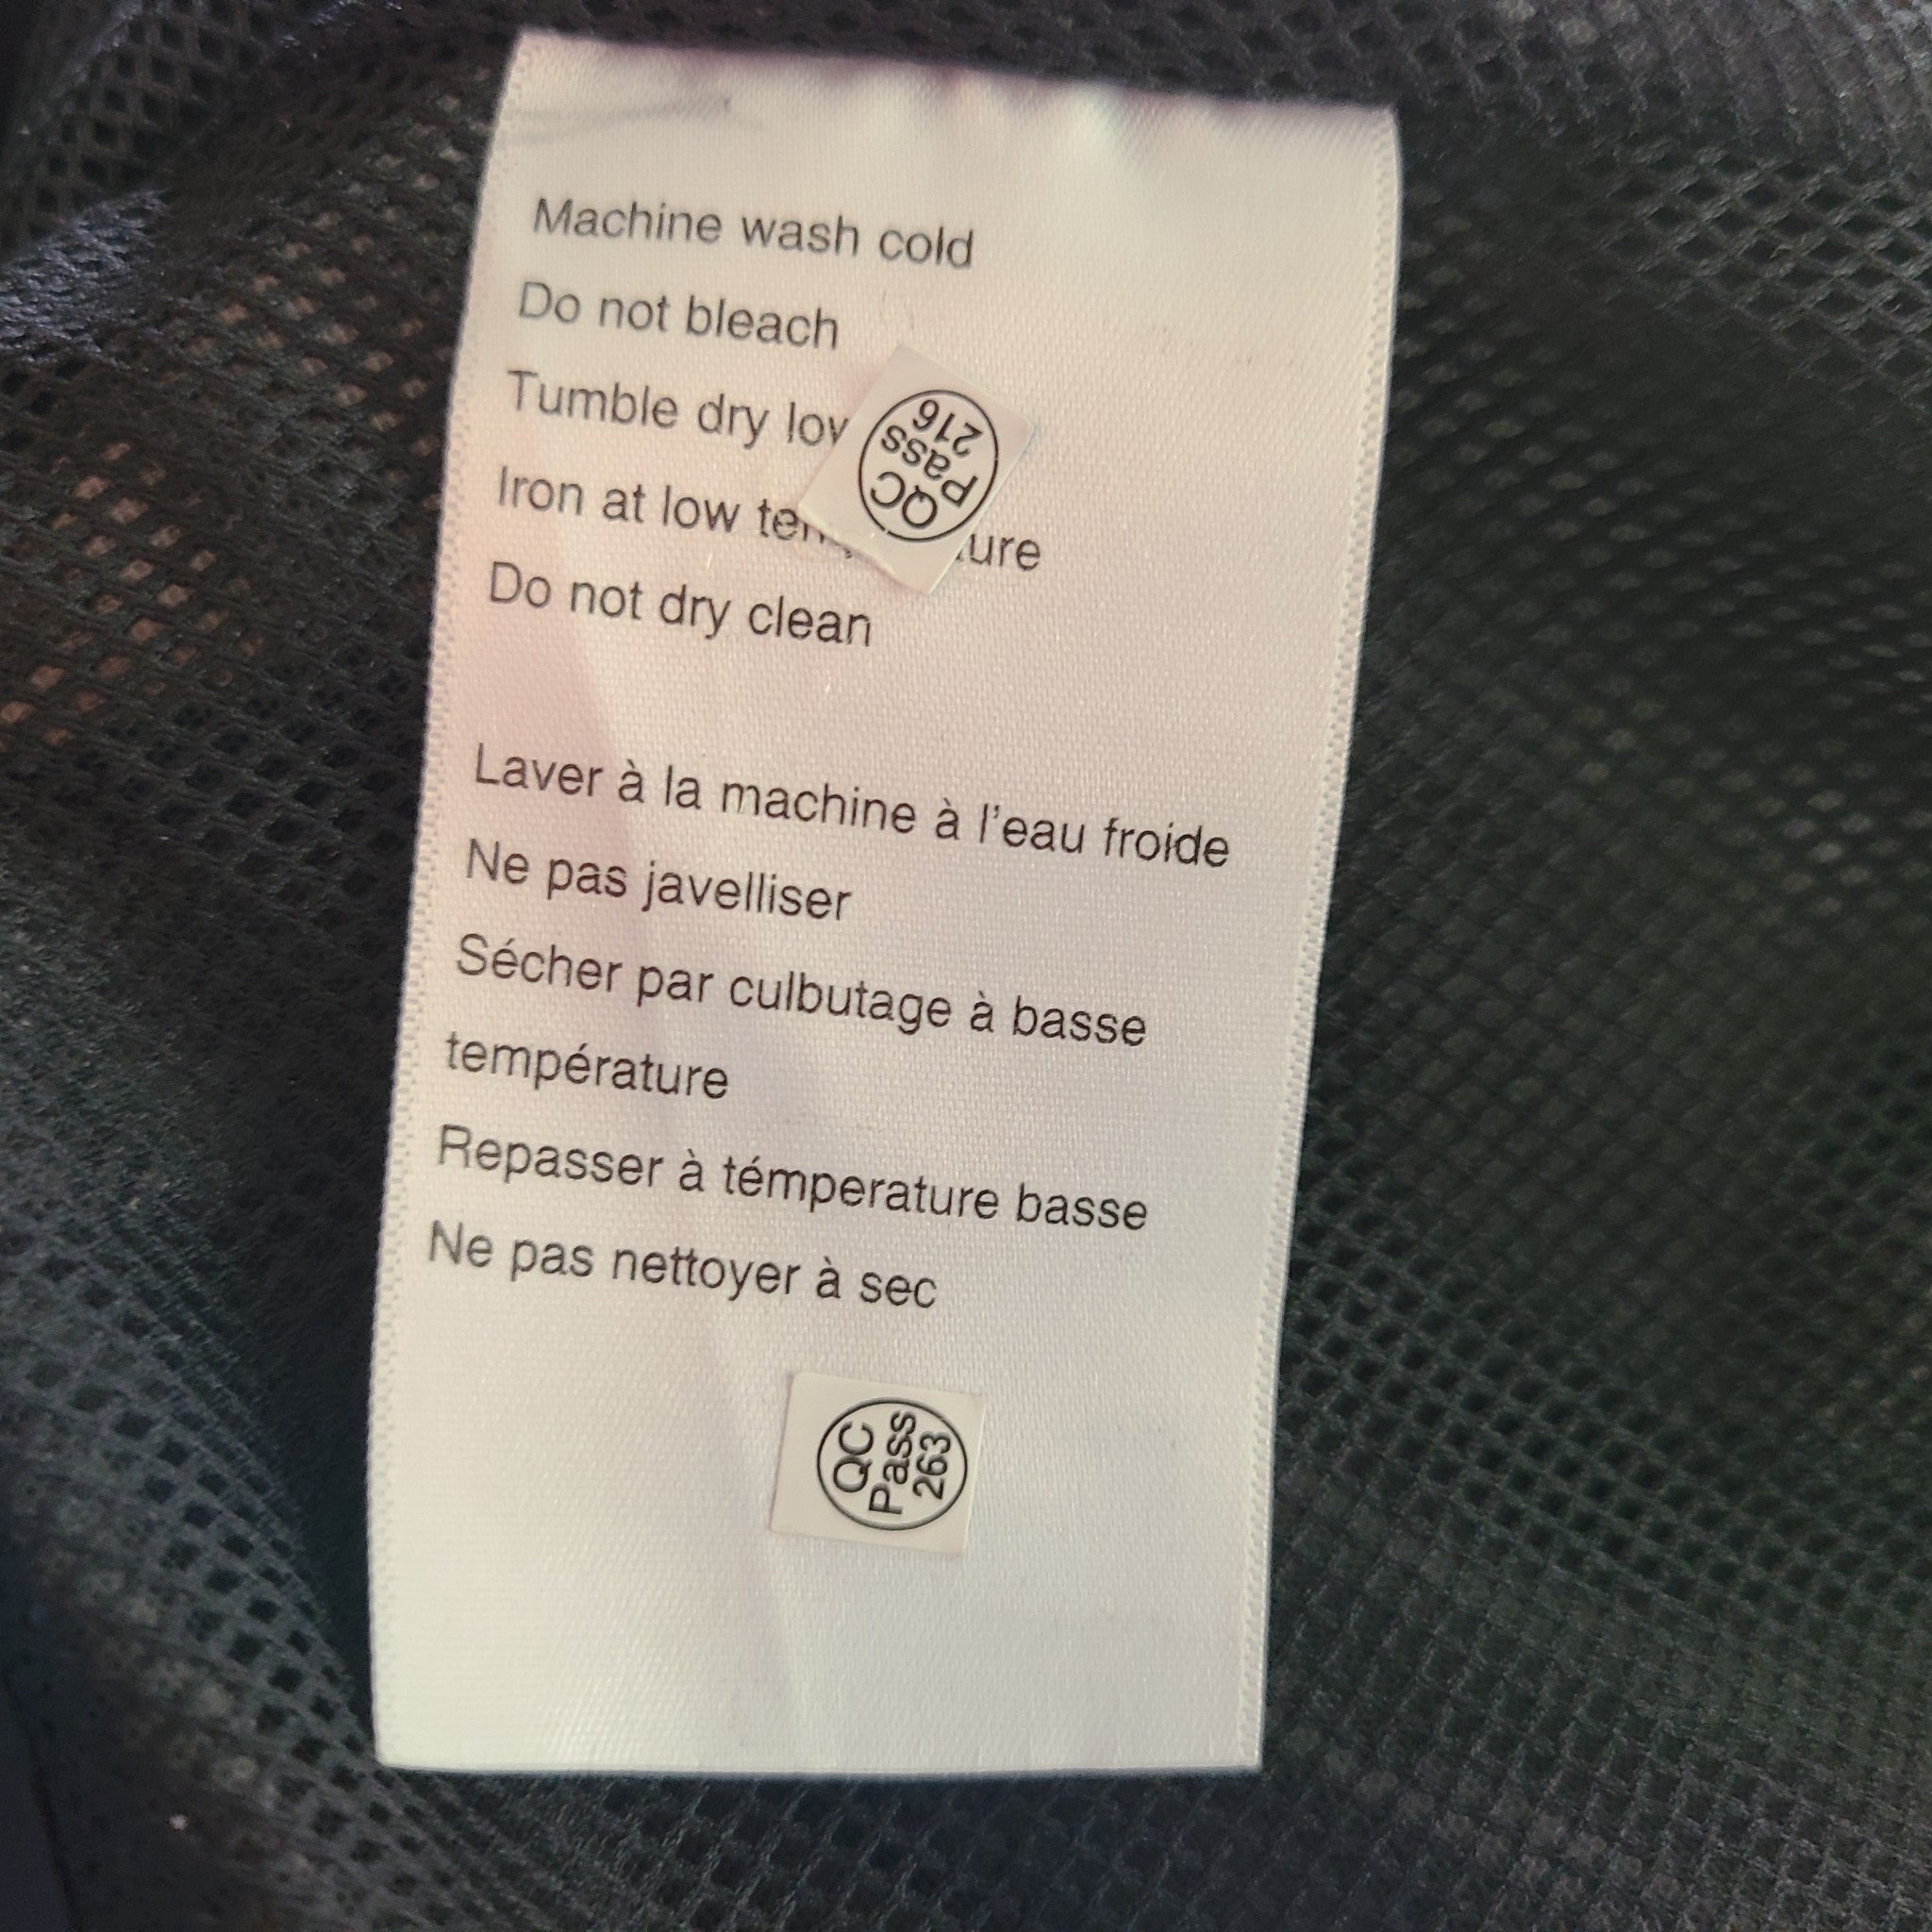 Machine wash cold
Do not bleach
Tumble dry
QC
Pass
216
Iron at low
Do not dry clean
Laver à la machine à l'eau froide
Ne pas javelliser
Sécher par culbutage à basse
température
Repasser à témperature basse
Ne pas nettoyer à sec
QC
Pass
263